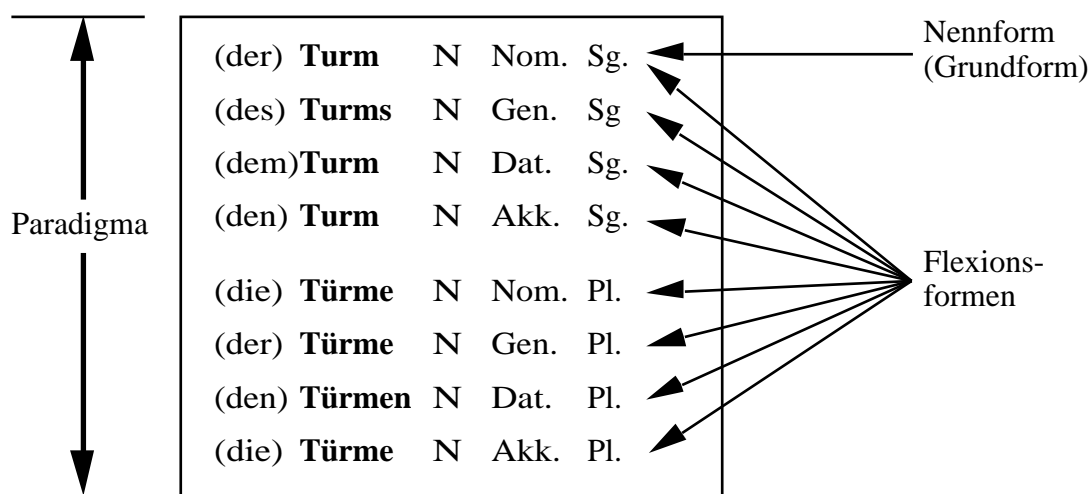 (der) Turm N Nom. Sg.
(des) Turms N Gen. Sg
(dem) Turm N Dat. Sg.
(den) Turm N Akk. Sg.
(die) Türme N Nom. Pl.
(der) Türme N Gen. Pl.
(den) Türmen N Dat. Pl.
(die) Türme N Akk. Pl.
Paradigma
Nennform
(Grundform)
Flexions-
formen